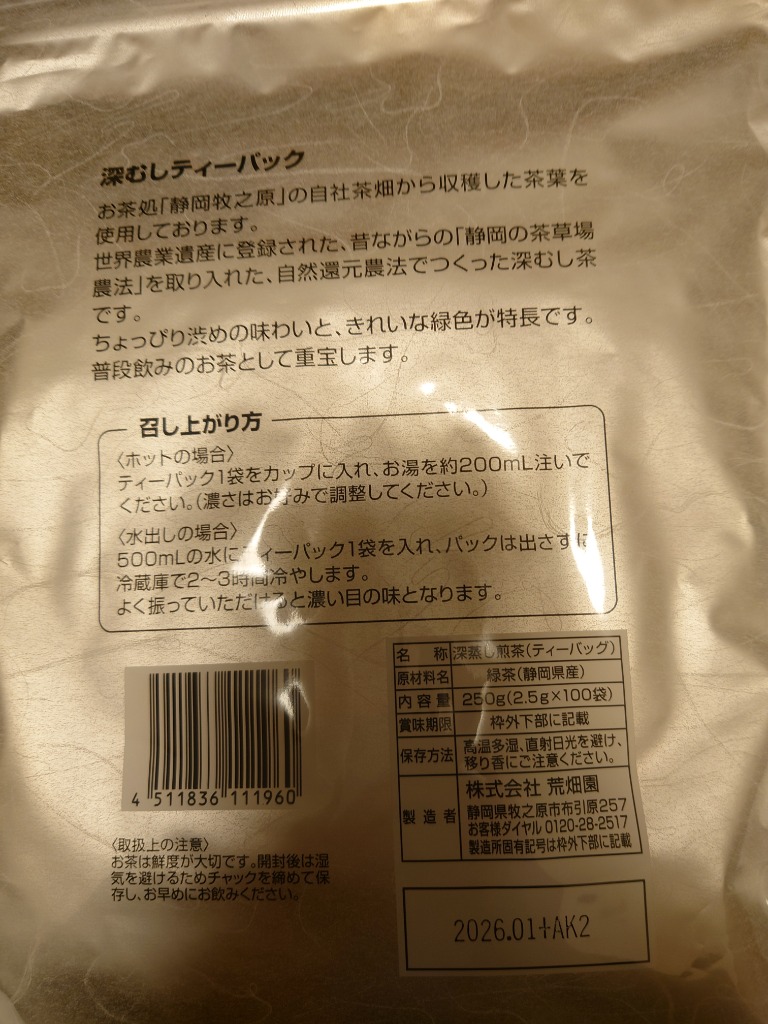 深むしティーパック
お茶処「静岡牧之原」の自社茶畑から収穫した茶葉を
使用しております。
世界農業遺産に登録された、昔ながらの「静岡の茶草場
農法」を取り入れた、自然還元農法でつくった深むし茶
です。
ちょっぴり渋めの味わいと、きれいな緑色が特長です。
普段飲みのお茶として重宝します。
召し上がり方
〈ホットの場合〉
ティーパック1袋をカップに入れ、お湯を約200mL注いで
ください。(濃さはお好みで調整してください。)
〈水出しの場合〉
500mLの水にティーパック1袋を入れ、パックは出さずに
冷蔵庫で2～3時間冷やします。
よく振っていただけると濃い目の味となります。
名称 深蒸し煎茶(ティーバッグ)
原材料名 緑茶(静岡県産)
内容量 250g(2.5g×100袋)
賞味期限 枠外下部に記載
保存方法 高温多湿、直射日光を避け、
移り香にご注意ください。
製造者 株式会社 荒畑園
静岡県牧之原市布引原257
お客様ダイヤル 0120-28-2517
製造所固有記号は枠外下部に記載
4 511836 111960
〈取扱上の注意〉
お茶は鮮度が大切です。開封後は湿
気を避けるためチャックを締めて保
存し、お早めにお飲みください。
2026.01+AK2